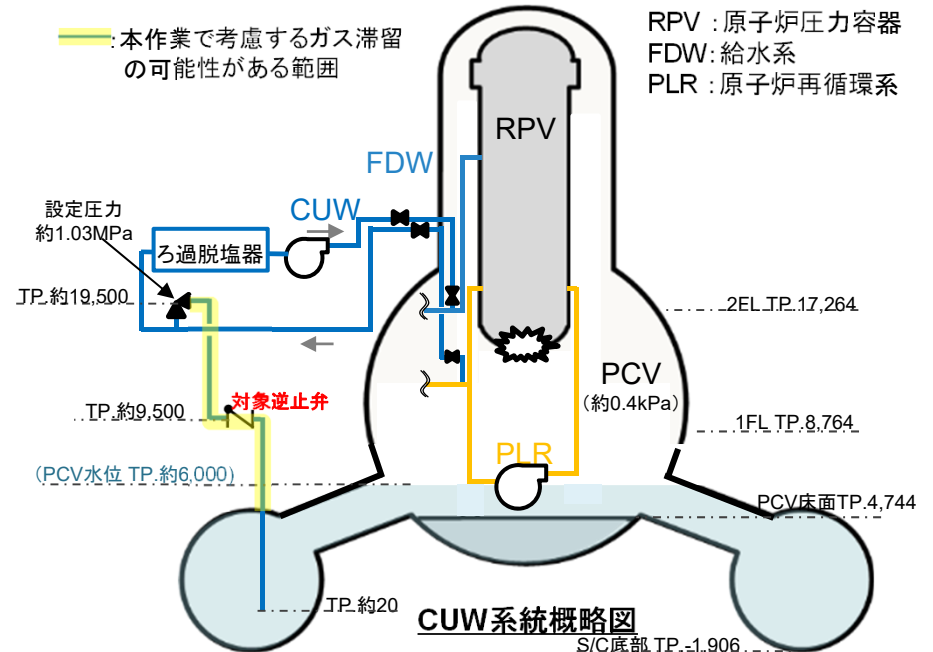 :本作業で考慮するガス滞留
の可能性がある範囲
RPV:原子炉圧力容器
FDW:給水系
PLR:原子炉再循環系
RPV
FDW
CUW
設定圧力
約1.03MPa
ろ過脱塩器
TP.約19,500
2EL TP.17,264
PCV
(約0.4kPa)
対象逆止弁
TP.約9,500
1FL TP.8,764
PLR
(PCV水位 TP.約6,000)
PCV床面TP.4,744
TP.約20
CUW系統概略図
S/C底部 TP.-1,906